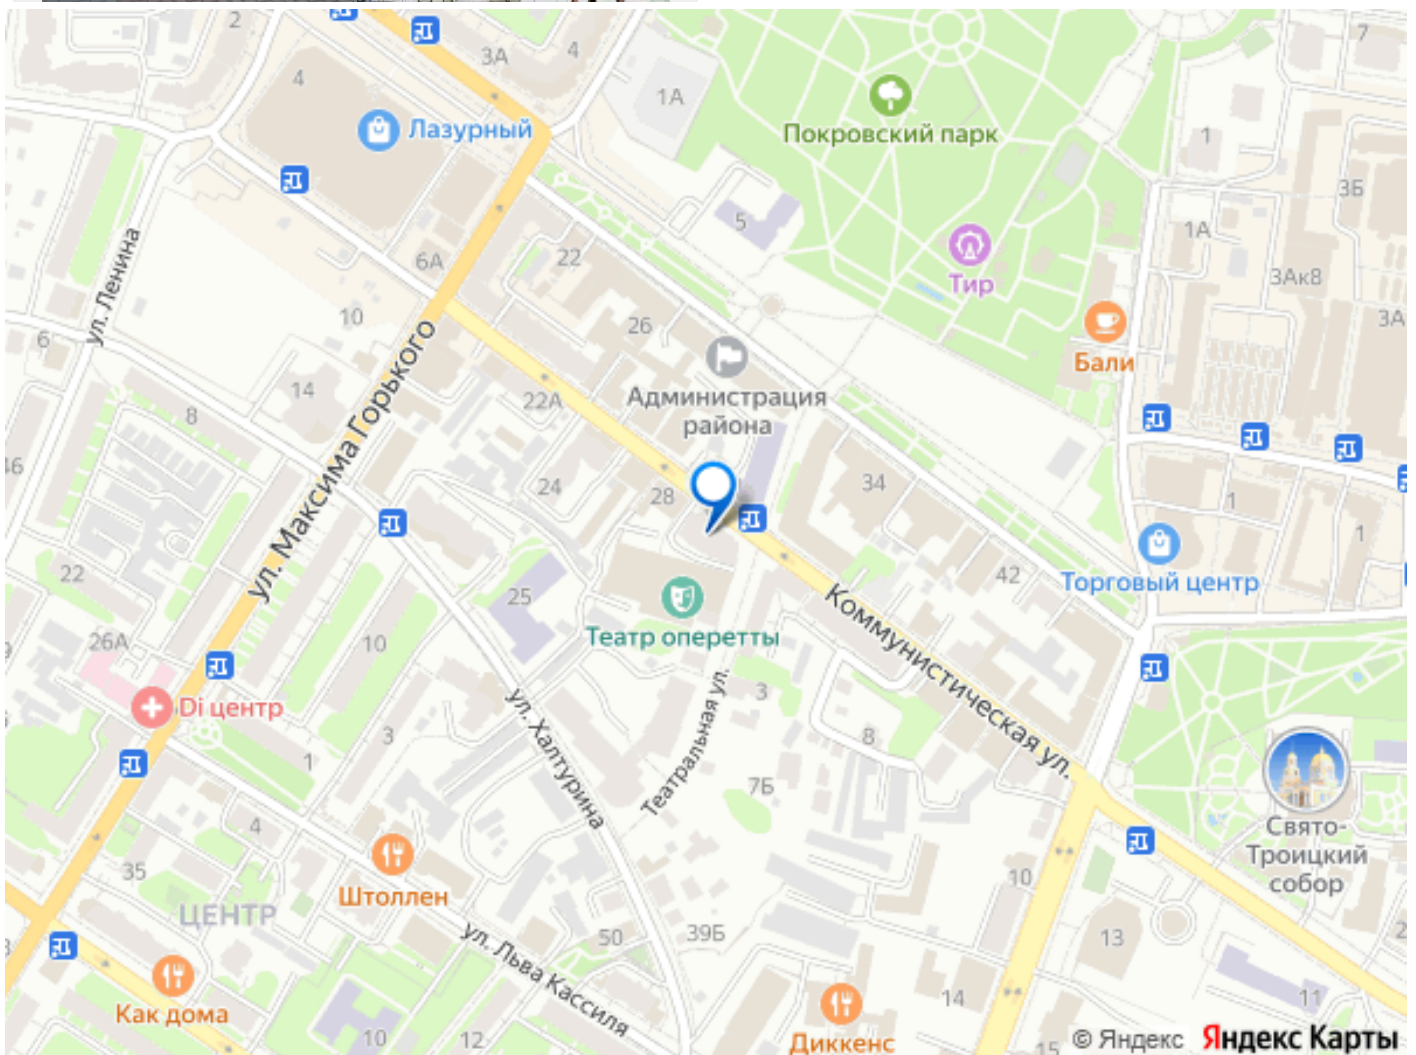 2
3А
4
7
4
1А
Лазурный
Покровский парк
1
3Б
5
1А
ул. Ленина
6А
22
Тир
3Ак8
10
26
3А
6
Бали
ул. Максима Горького
Администрация
района
14
22А
8
46
24
28
34
1
1
22
25
42
Торговый центр
Театр оперетты
Коммунистическая ул.
26А
10
9
3
Di центр
ул. Халтурина
Театральная ул.
8
3
1
7Б
Свято-
Троицкий
собор
4
35
Штоллен
10
ЦЕНТР
50
39Б
13
2
3
ул. Льва Кассиля
Как дома
14
11
10
12
Диккенс
15
© Яндекс Яндекс Карты